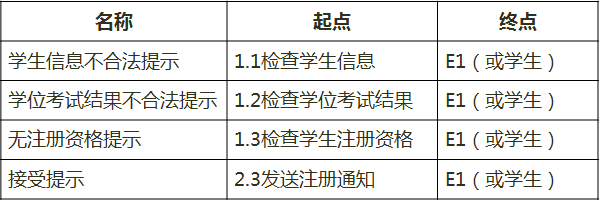 名称 起点 终点
学生信息不合法提示 1.1检查学生信息 E1（或学生）
学位考试结果不合法提示 1.2检查学位考试结果 E1（或学生）
无注册资格提示 1.3检查学生注册资格 E1（或学生）
接受提示 2.3发送注册通知 E1（或学生）